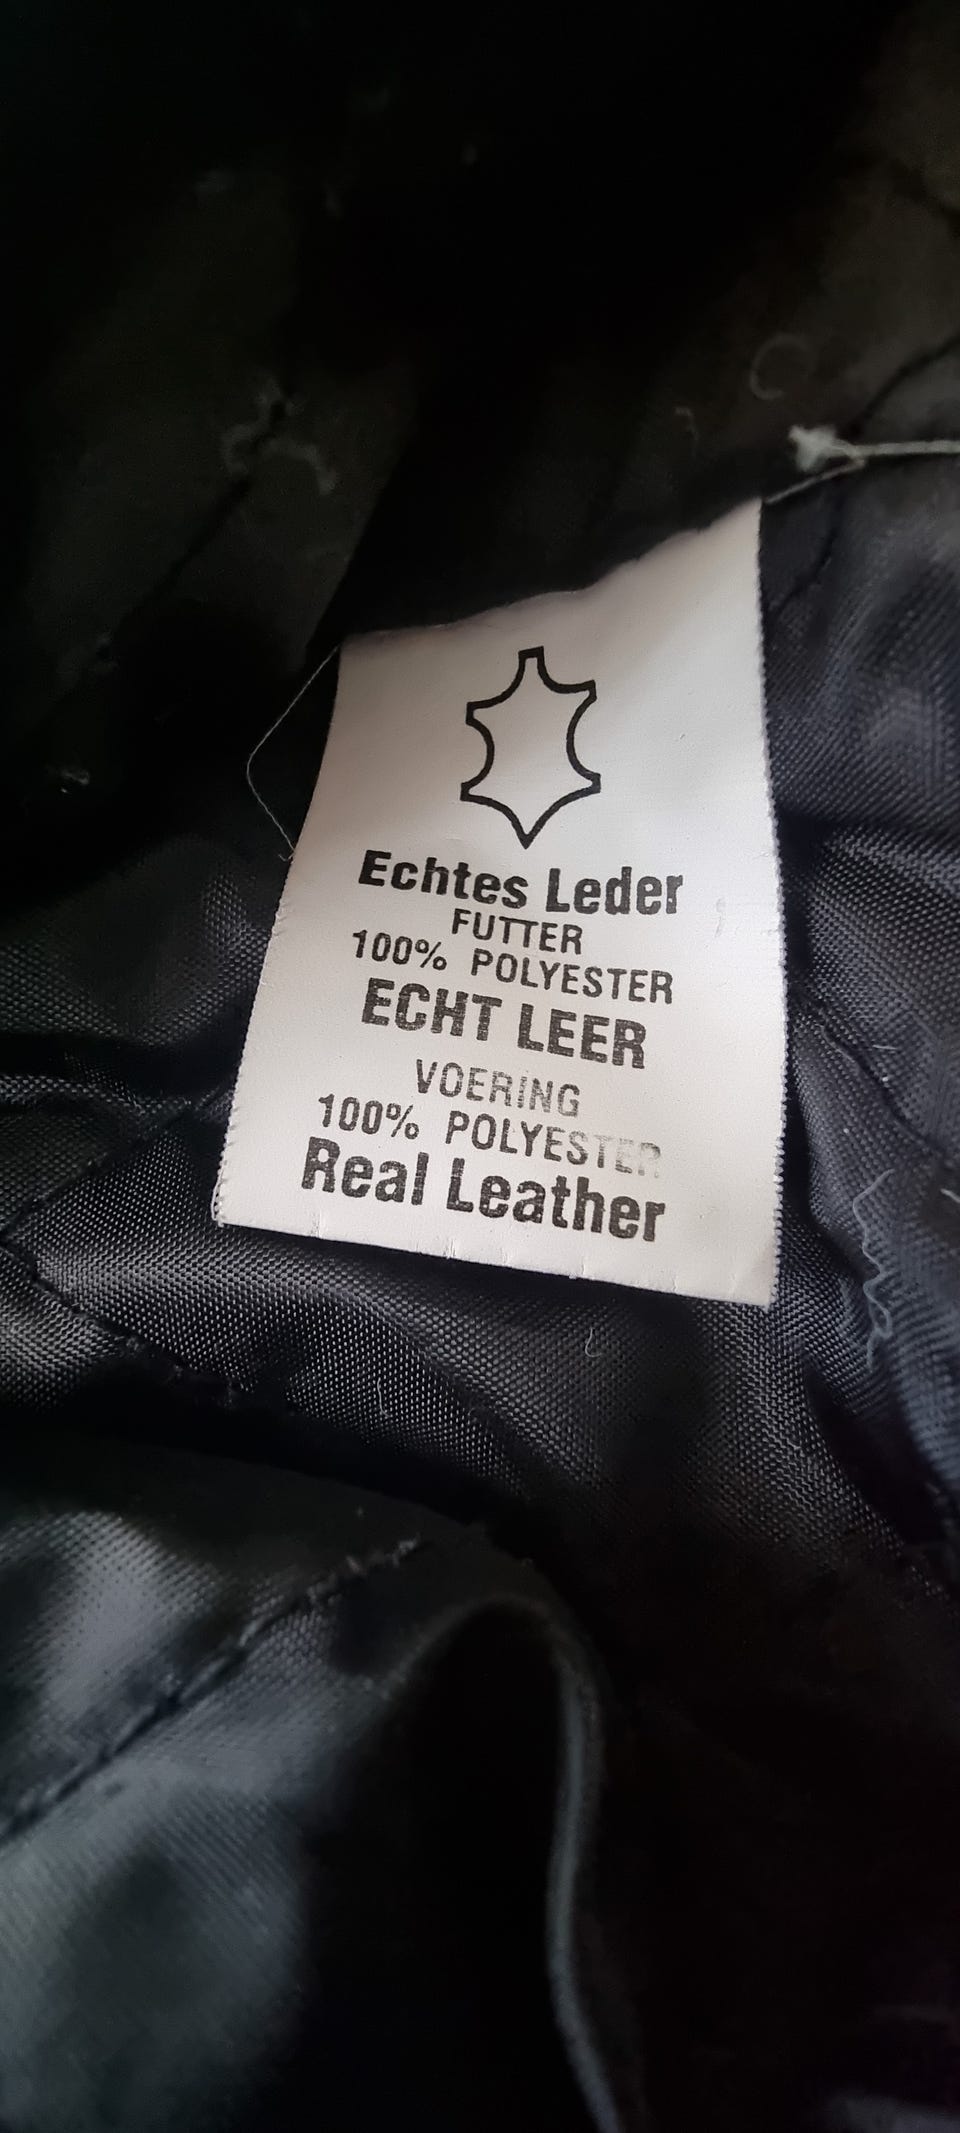 Echtes Leder
FUTTER
100% POLYESTER
ECHT LEER
VOERING
100% POLYESTER
Real Leather